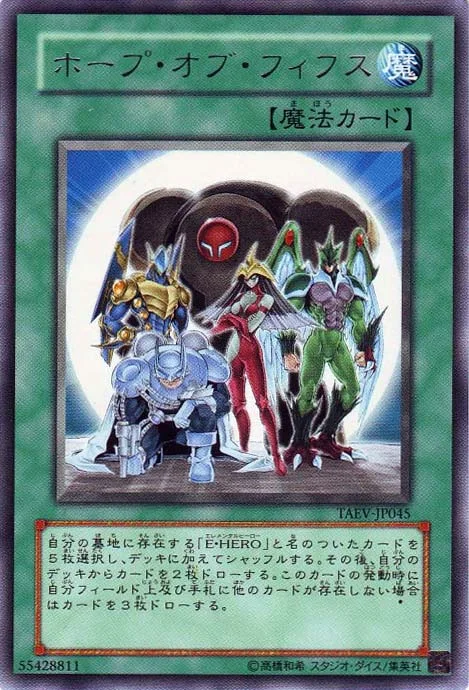 ホープ・オブ・フィフス 魔
【魔法カード】
TAEV-JP045
自分の墓地に存在する「E・HERO」と名のついたカードを
５枚選択し、デッキに加えてシャッフルする。その後、自分の
デッキからカードを２枚ドローする。このカードの発動時に
自分フィールド上及び手札に他のカードが存在しない場合
はカードを３枚ドローする。
55428811
©高橋和希 スタジオ・ダイス/集英社